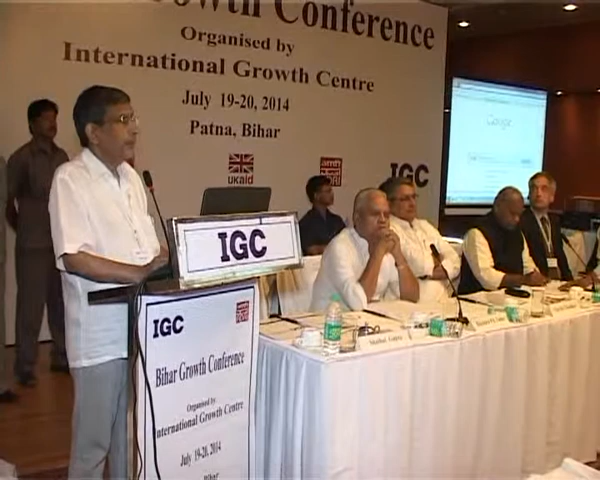 Growth Conference
Organised by
International Growth Centre
July 19-20, 2014
Patna, Bihar
ukaid
IGC
Google
IGC
IGC
Bihar Growth Conference
Organised by
International Growth Centre
July 19-20, 2014
Bihar